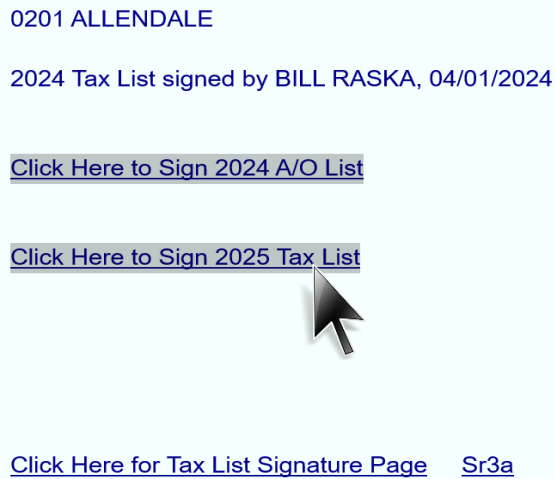 0201 ALLENDALE
2024 Tax List signed by BILL RASKA, 04/01/2024
Click Here to Sign 2024 A/O List
Click Here to Sign 2025 Tax List
Click Here for Tax List Signature Page Sr3a